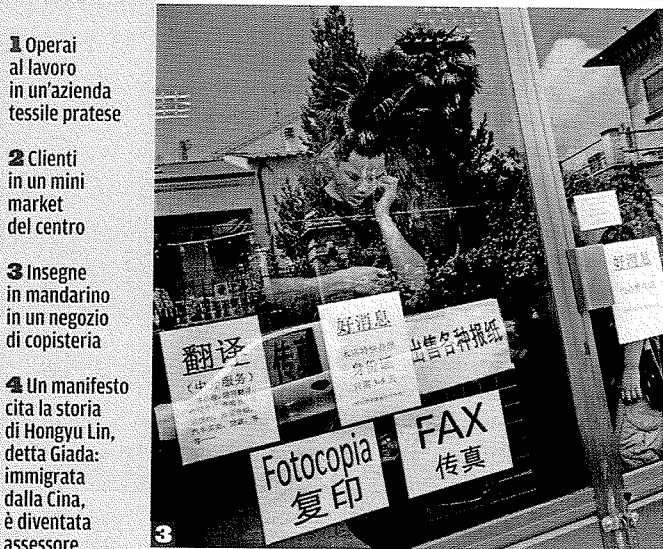 1 Operai
al lavoro
in un'azienda
tessile pratese
2 Clienti
in un mini
market
del centro
3 Insegne
in mandarino
in un negozio
di copisteria
4 Un manifesto
cita la storia
di Hongyu Lin,
detta Giada:
immigrata
dalla Cina,
è diventata
assessore
翻译
好消息
出售各种报纸
好消息
Fotocopia
复印
FAX
传真
3